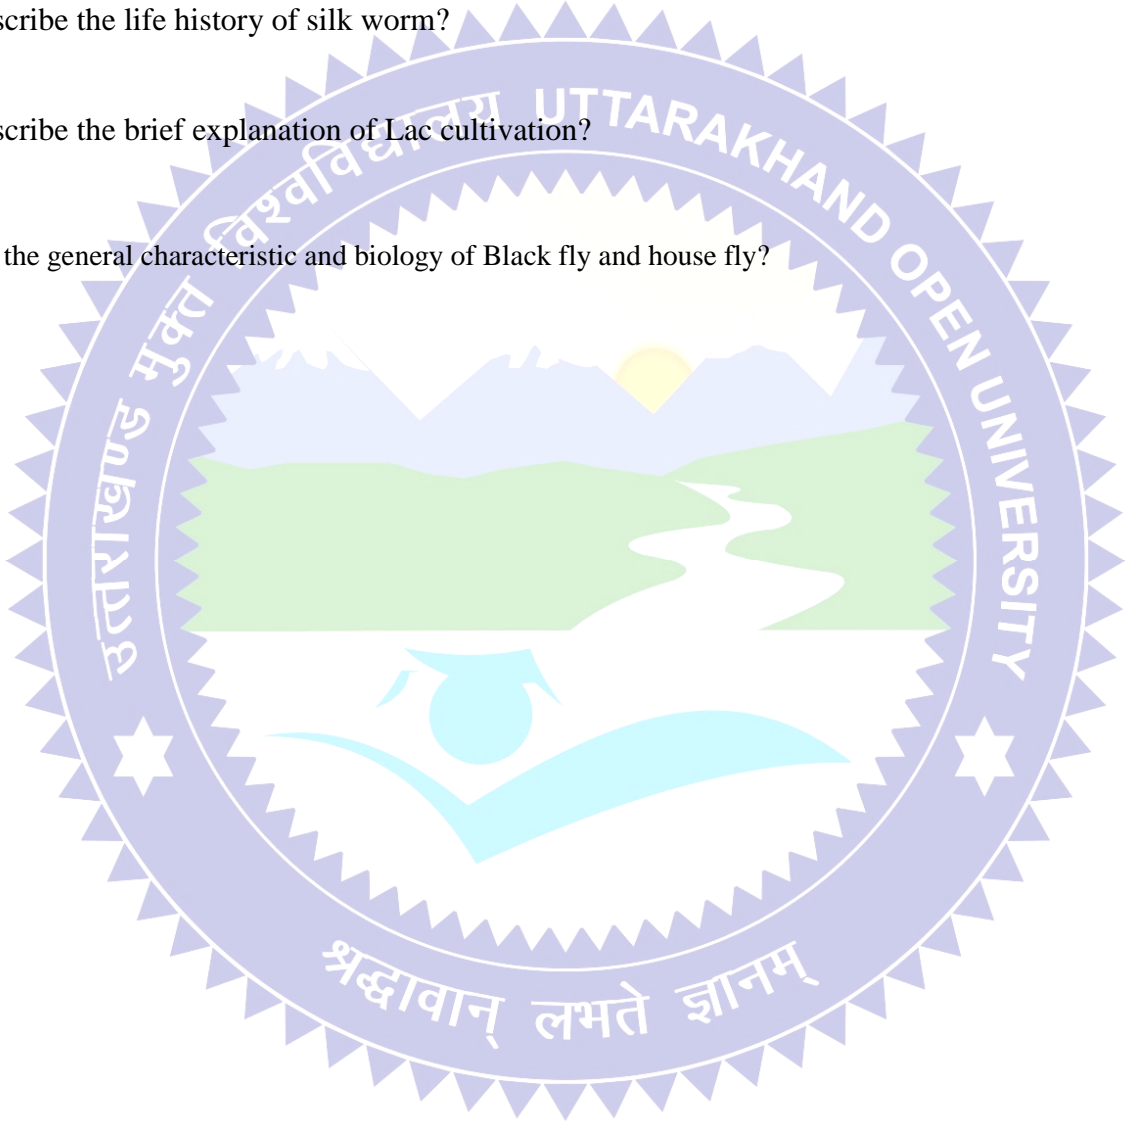 scribe the life history of silk worm?
scribe the brief explanation of Lac cultivation?
the general characteristic and biology of Black fly and house fly?
उत्तराखण्ड मुक्त विश्वविद्यालय
UTTARAKHAND OPEN UNIVERSITY
श्रद्धावान् लभते ज्ञानम्